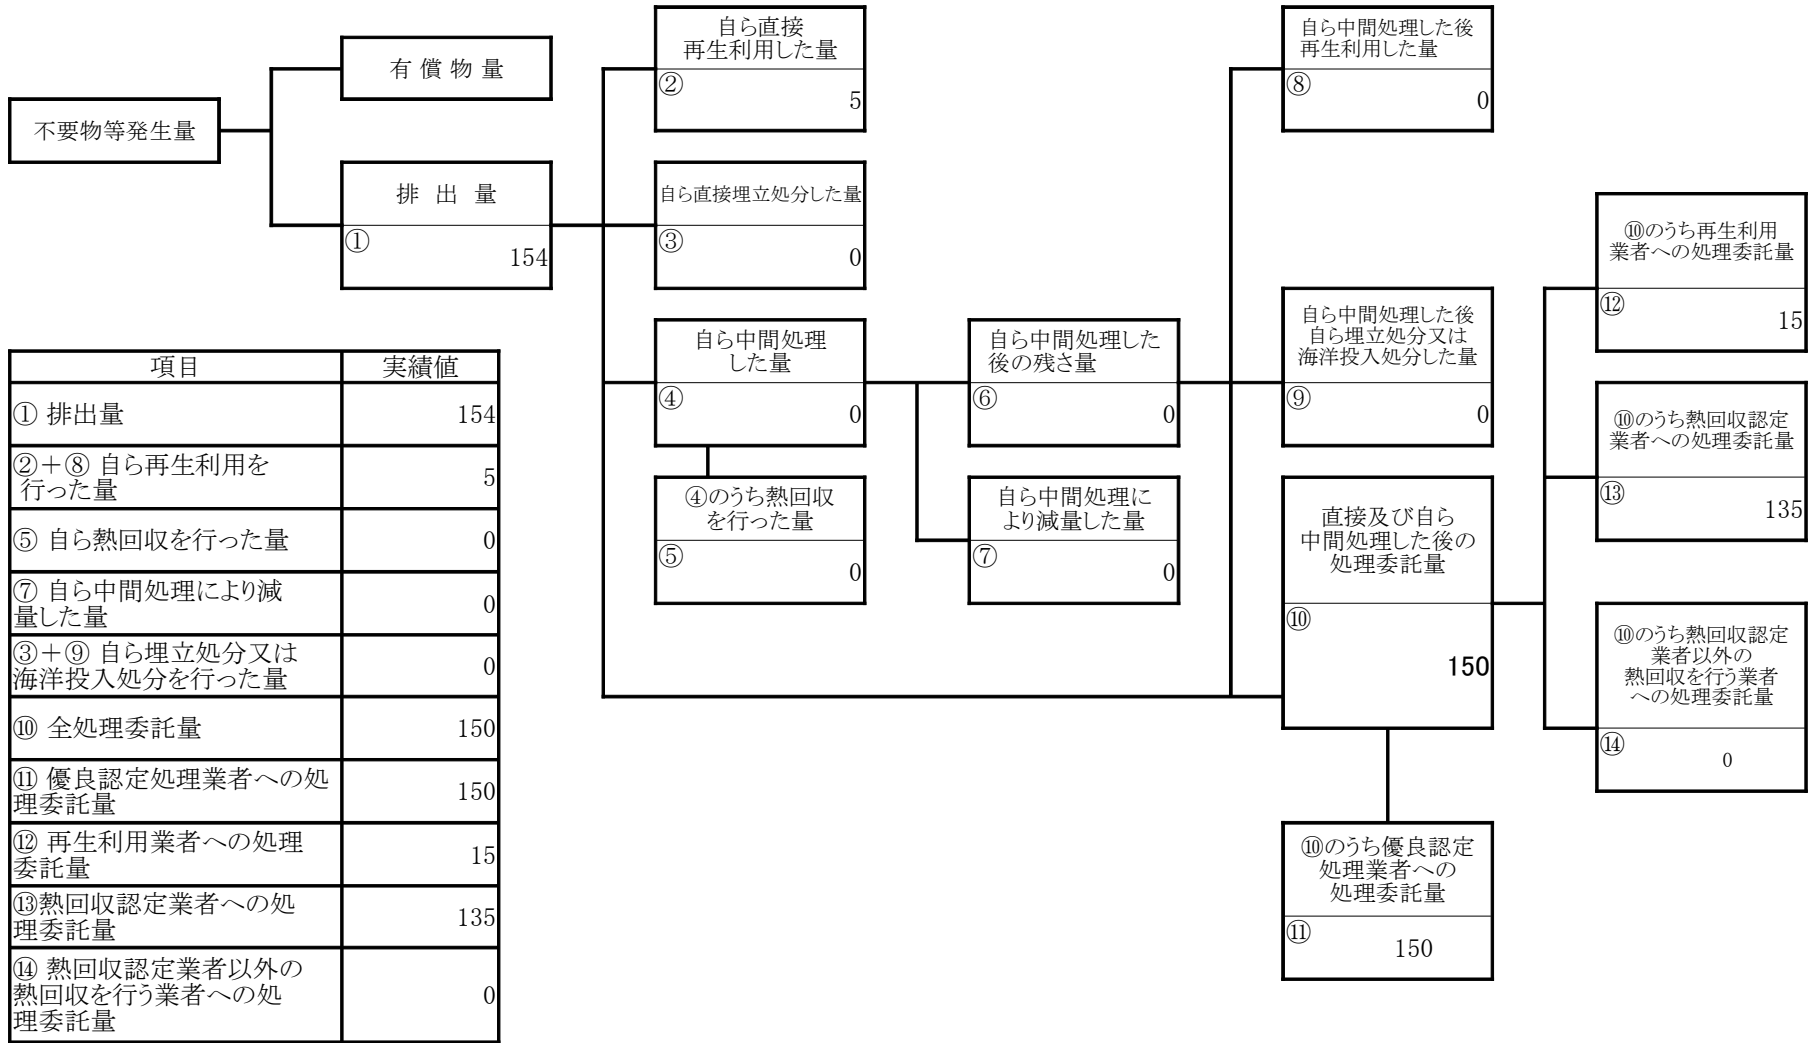 不要物等発生量
有 償 物 量
排 出 量
①
154
自ら直接
再生利用した量
②
5
自ら直接埋立処分した量
③
0
自ら中間処理
した量
④
0
④のうち熱回収
を行った量
⑤
0
自ら中間処理した
後の残さ量
⑥
0
自ら中間処理に
より減量した量
⑦
0
自ら中間処理した後
再生利用した量
⑧
0
自ら中間処理した後
自ら埋立処分又は
海洋投入処分した量
⑨
0
直接及び自ら
中間処理した後の
処理委託量
⑩
150
⑩のうち優良認定
処理業者への
処理委託量
⑪
150
⑩のうち再生利用
業者への処理委託量
⑫
15
⑩のうち熱回収認定
業者への処理委託量
⑬
135
⑩のうち熱回収認定
業者以外の
熱回収を行う業者
への処理委託量
⑭
0
項目 実績値
① 排出量 154
②＋⑧ 自ら再生利用を
行った量 5
⑤ 自ら熱回収を行った量 0
⑦ 自ら中間処理により減
量した量 0
③＋⑨ 自ら埋立処分又は
海洋投入処分を行った量 0
⑩ 全処理委託量 150
⑪ 優良認定処理業者への処
理委託量 150
⑫ 再生利用業者への処理
委託量 15
⑬熱回収認定業者への処
理委託量 135
⑭ 熱回収認定業者以外の
熱回収を行う業者への処
理委託量 0